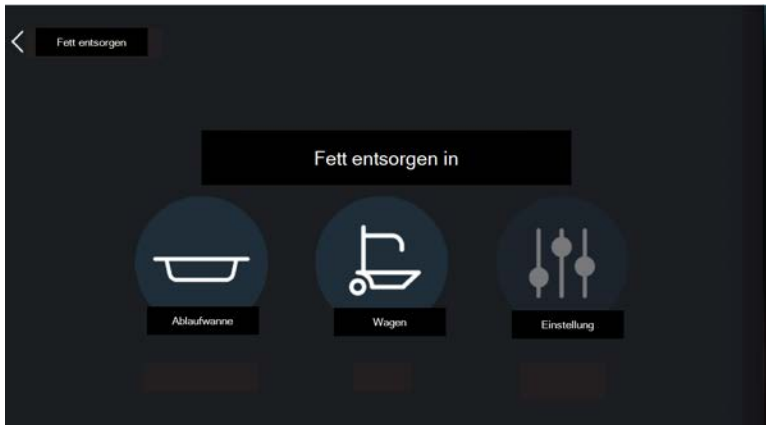 Fett entsorgen
Fett entsorgen in
Ablaufwanne
Wagen
Einstellung